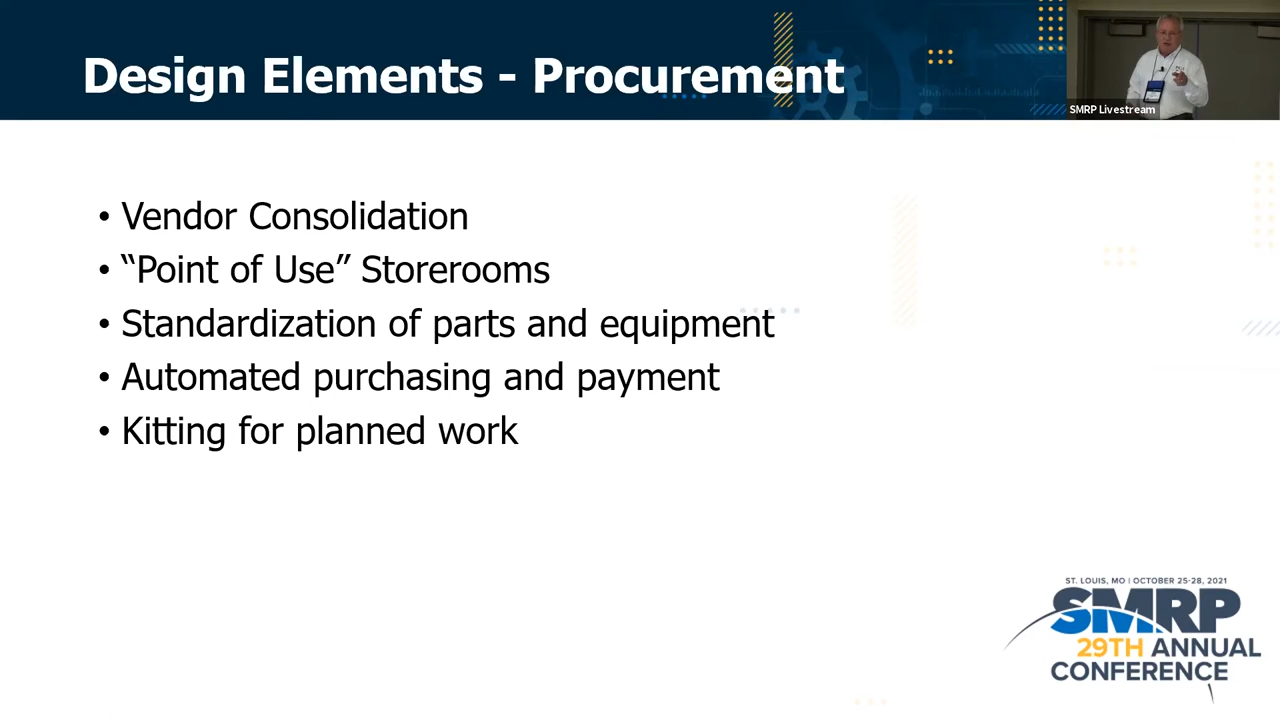 Design Elements - Procurement
SMRP Livestream
• Vendor Consolidation
• “Point of Use” Storerooms
• Standardization of parts and equipment
• Automated purchasing and payment
• Kitting for planned work
ST. LOUIS, MO | OCTOBER 25-28, 2021
SMRP
29TH ANNUAL
CONFERENCE